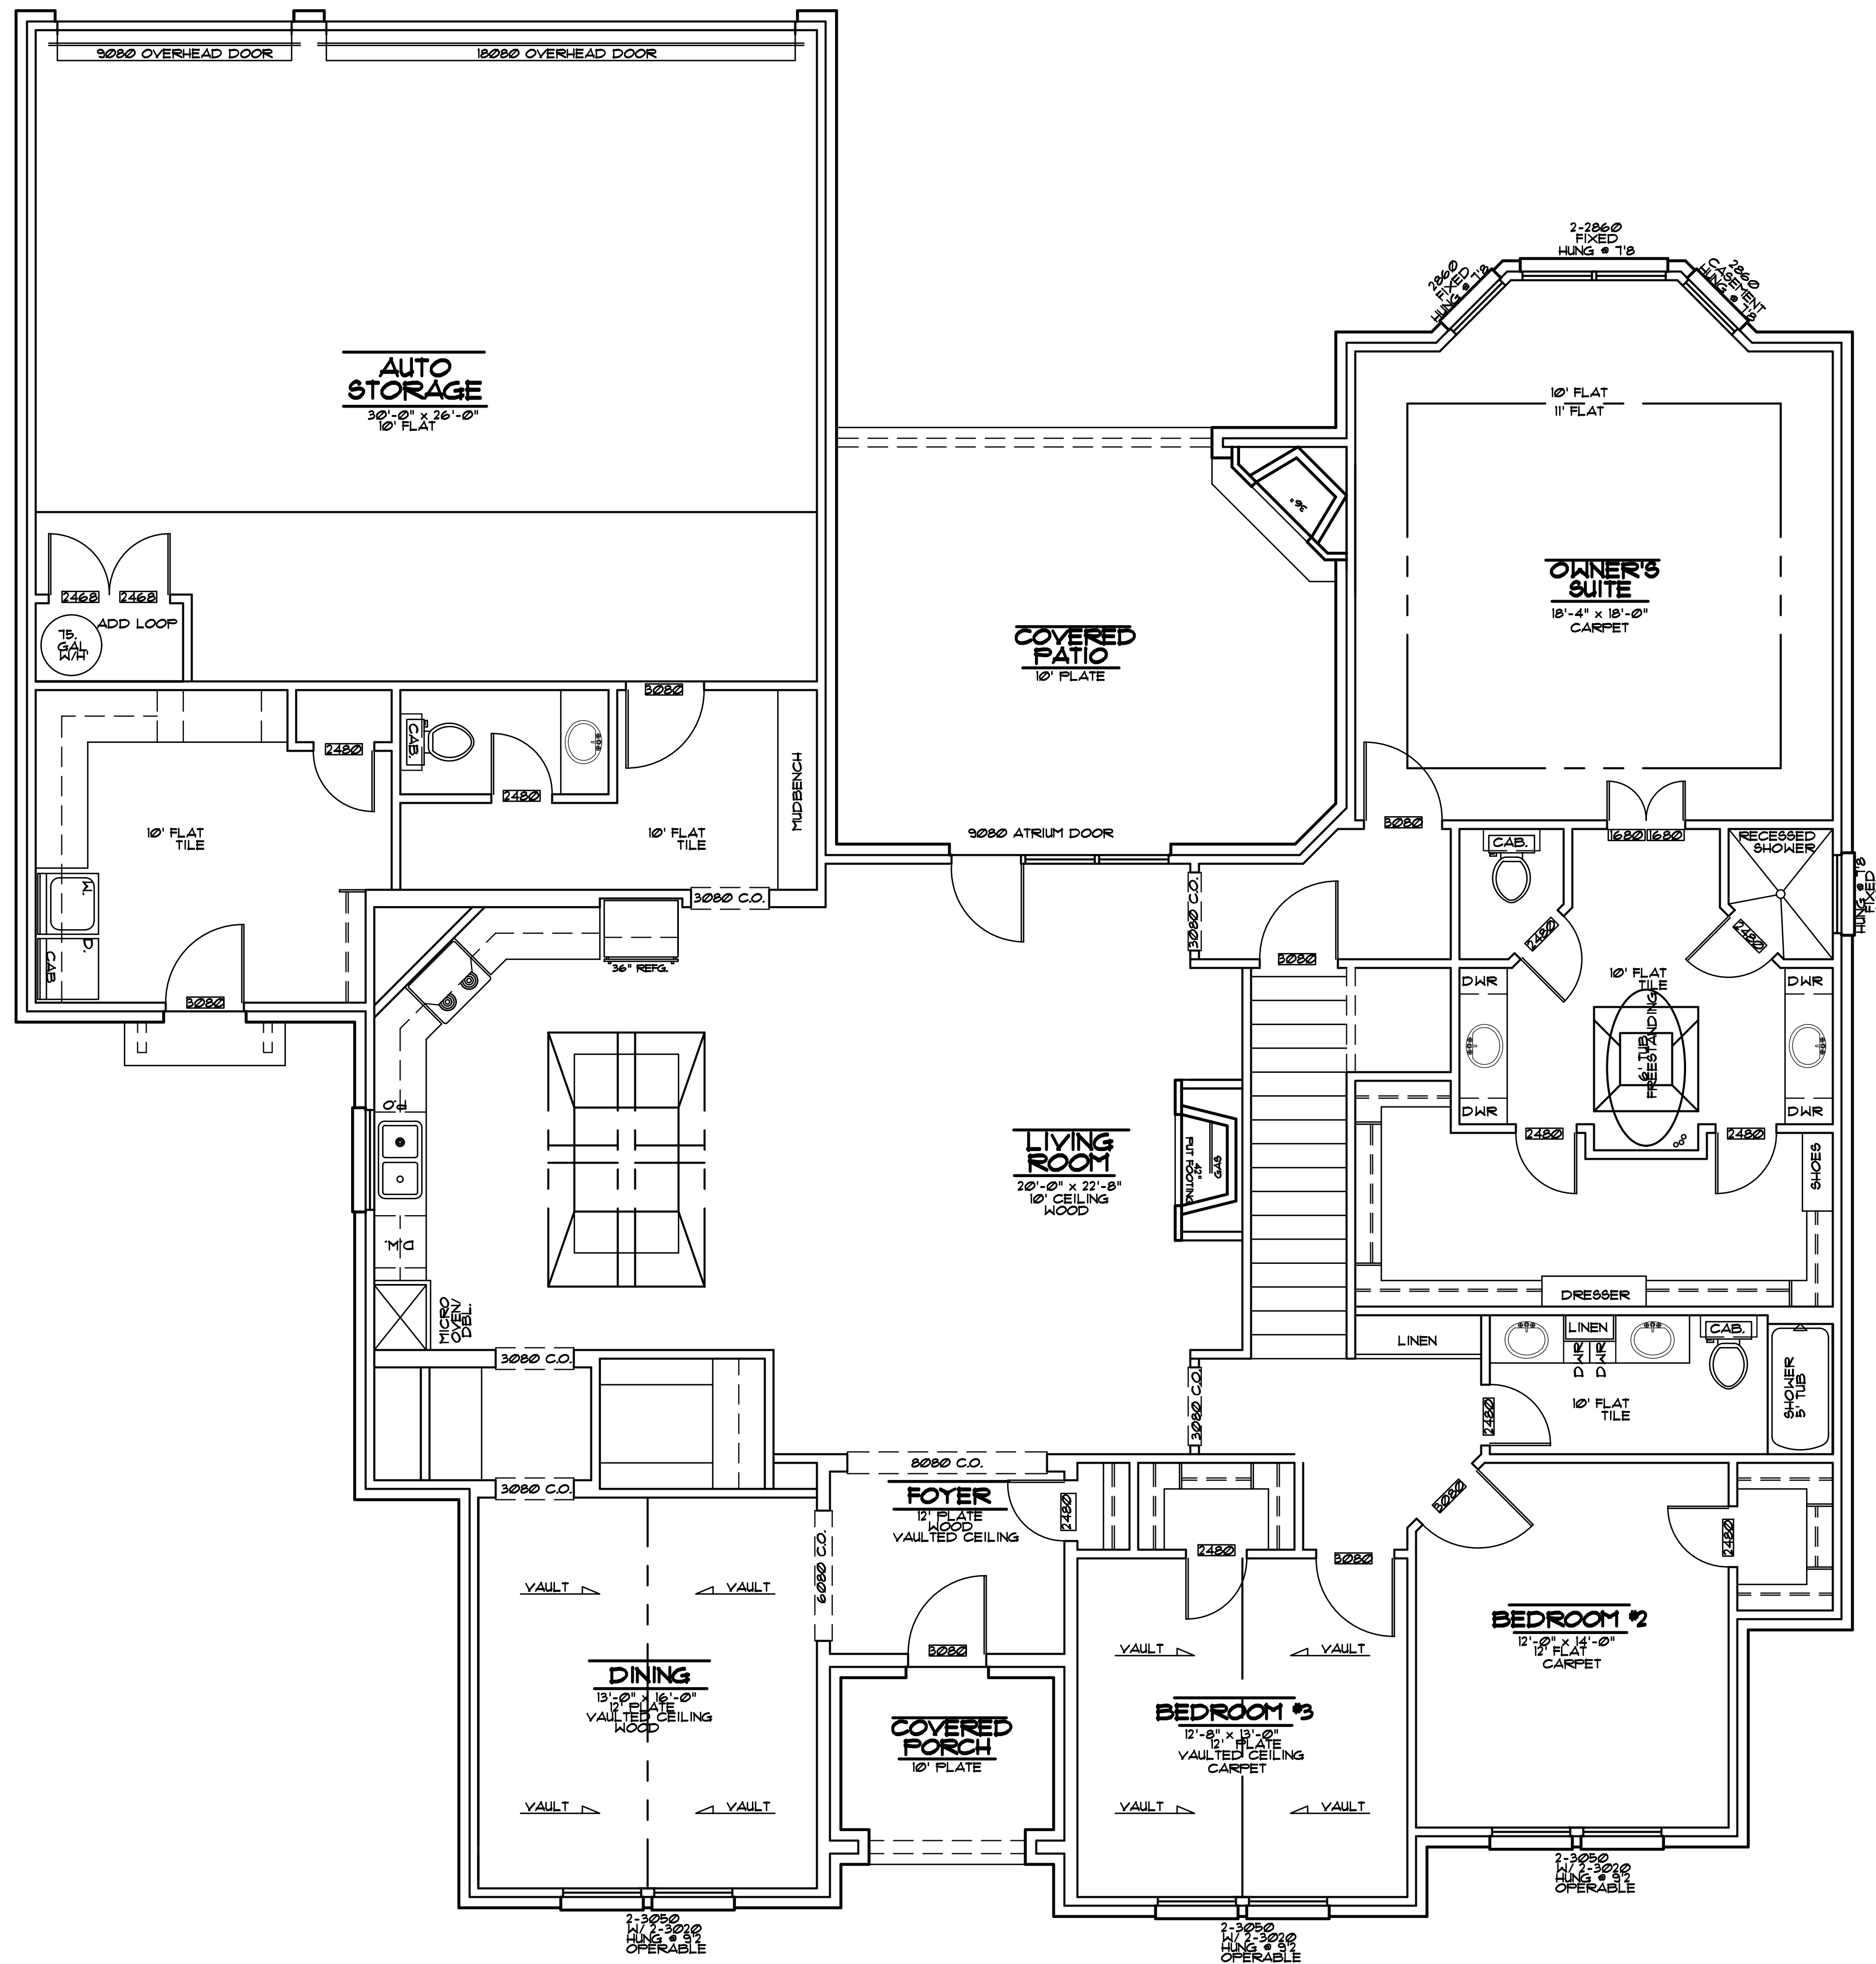 9080 OVERHEAD DOOR
18080 OVERHEAD DOOR
AUTO
STORAGE
30'-0" x 26'-0"
10' FLAT
2468
2468
ADD LOOP
75.
GAL
W/H
2-2860
FIXED
HUNG @ 7'8
2860
FIXED
HUNG @ 7'8
2860
CASEMENT
HUNG @ 7'8
10' FLAT
11' FLAT
36"
OWNER'S
SUITE
18'-4" x 18'-0"
CARPET
COVERED
PATIO
10' PLATE
9080 ATRIUM DOOR
3080
2480
CAB.
2480
MUDBENCH
10' FLAT
TILE
10' FLAT
TILE
W.
D.
CAB
3080
3080 C.O.
36" REFG.
3080
1680
1680
CAB.
RECESSED
SHOWER
HUNG @ 7'8
FIXED
3080 C.O.
3080
2480
2480
DWR
10' FLAT
TILE
DWR
6' TUB
FREESTANDING
DWR
DWR
2480
2480
SHOES
DRESSER
P.O.
D.W.
MICRO
OVEN/
DBL.
LIVING
ROOM
20'-0" x 22'-8"
10' CEILING
WOOD
PUT FOOTING
42"
GAS
3080 C.O.
LINEN
LINEN
CAB.
DWR
DWR
SHOWER
5' TUB
10' FLAT
TILE
2480
3080 C.O.
3080 C.O.
8080 C.O.
FOYER
12' PLATE
WOOD
VAULTED CEILING
2480
6080 C.O.
3080
2480
3080
3080
2480
VAULT
VAULT
DINING
13'-0" x 16'-0"
12' PLATE
VAULTED CEILING
WOOD
VAULT
VAULT
COVERED
PORCH
10' PLATE
VAULT
VAULT
BEDROOM #3
12'-8" x 13'-0"
12' PLATE
VAULTED CEILING
CARPET
VAULT
VAULT
BEDROOM #2
12'-0" x 14'-0"
12' FLAT
CARPET
2-3050
W/ 2-3020
HUNG @ 9'2
OPERABLE
2-3050
W/ 2-3020
HUNG @ 9'2
OPERABLE
2-3050
W/ 2-3020
HUNG @ 9'2
OPERABLE